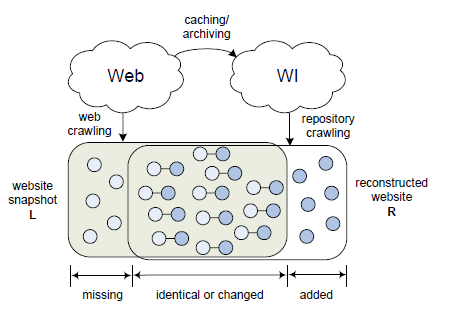 caching/
archiving
Web
WI
web
crawling
repository
crawling
website
snapshot
L
reconstructed
website
R
missing
identical or changed
added